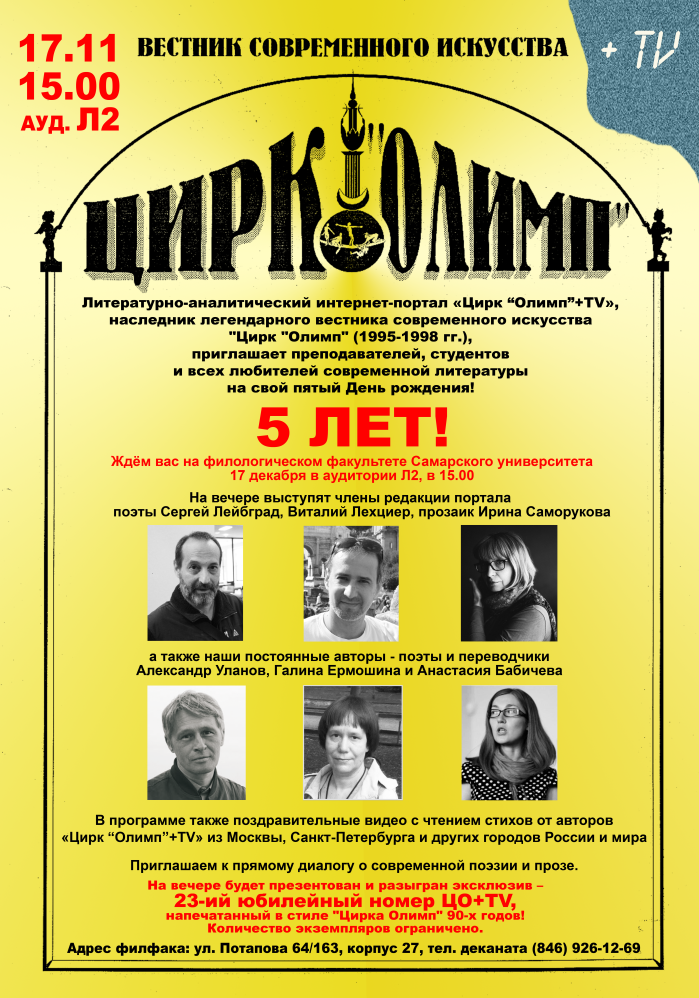 17.11
15.00
АУД. Л2
ВЕСТНИК СОВРЕМЕННОГО ИСКУССТВА
+ TV
ЦИРК "ОЛИМП"
Литературно-аналитический интернет-портал «Цирк “Олимп”+TV»,
наследник легендарного вестника современного искусства
"Цирк "Олимп" (1995-1998 гг.),
приглашает преподавателей, студентов
и всех любителей современной литературы
на свой пятый День рождения!
5 ЛЕТ!
Ждём вас на филологическом факультете Самарского университета
17 декабря в аудитории Л2, в 15.00
На вечере выступят члены редакции портала
поэты Сергей Лейбград, Виталий Лехциер, прозаик Ирина Саморукова
а также наши постоянные авторы - поэты и переводчики
Александр Уланов, Галина Ермошина и Анастасия Бабичева
В программе также поздравительные видео с чтением стихов от авторов
«Цирк “Олимп”+TV» из Москвы, Санкт-Петербурга и других городов России и мира
Приглашаем к прямому диалогу о современной поэзии и прозе.
На вечере будет презентован и разыгран эксклюзив –
23-ий юбилейный номер ЦО+TV,
напечатанный в стиле "Цирка Олимп" 90-х годов!
Количество экземпляров ограничено.
Адрес филфака: ул. Потапова 64/163, корпус 27, тел. деканата (846) 926-12-69